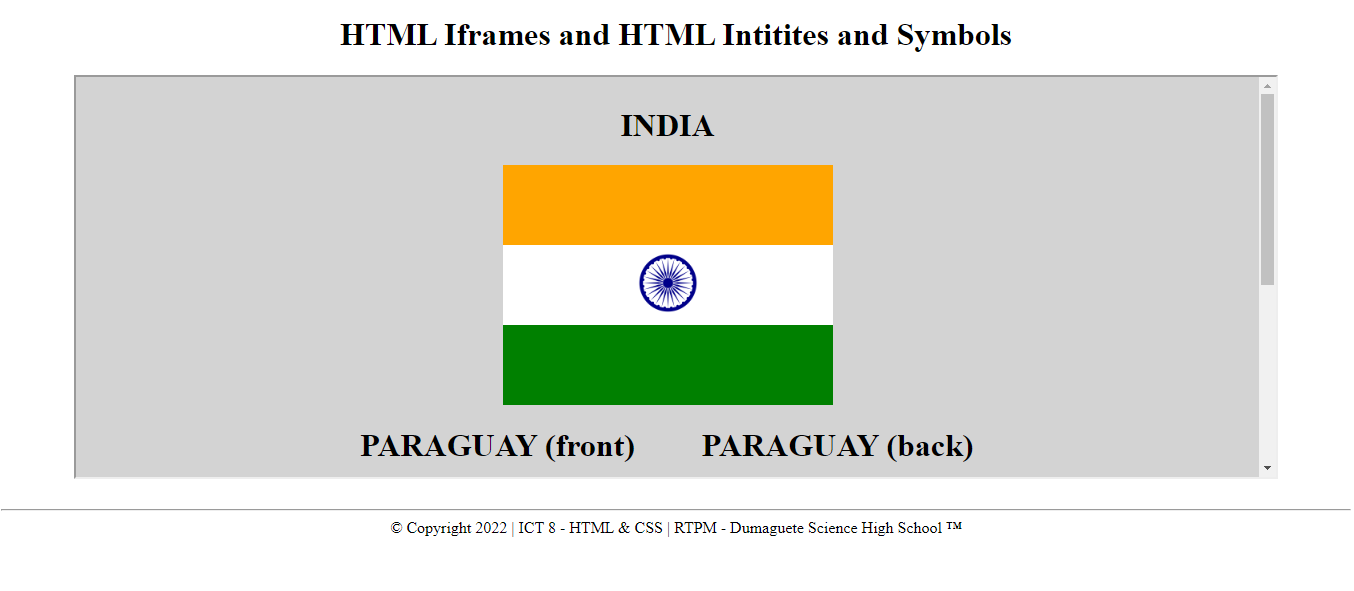 HTML Iframes and HTML Intitites and Symbols
INDIA
PARAGUAY (front) PARAGUAY (back)
© Copyright 2022 | ICT 8 - HTML & CSS | RTPM - Dumaguete Science High School ™